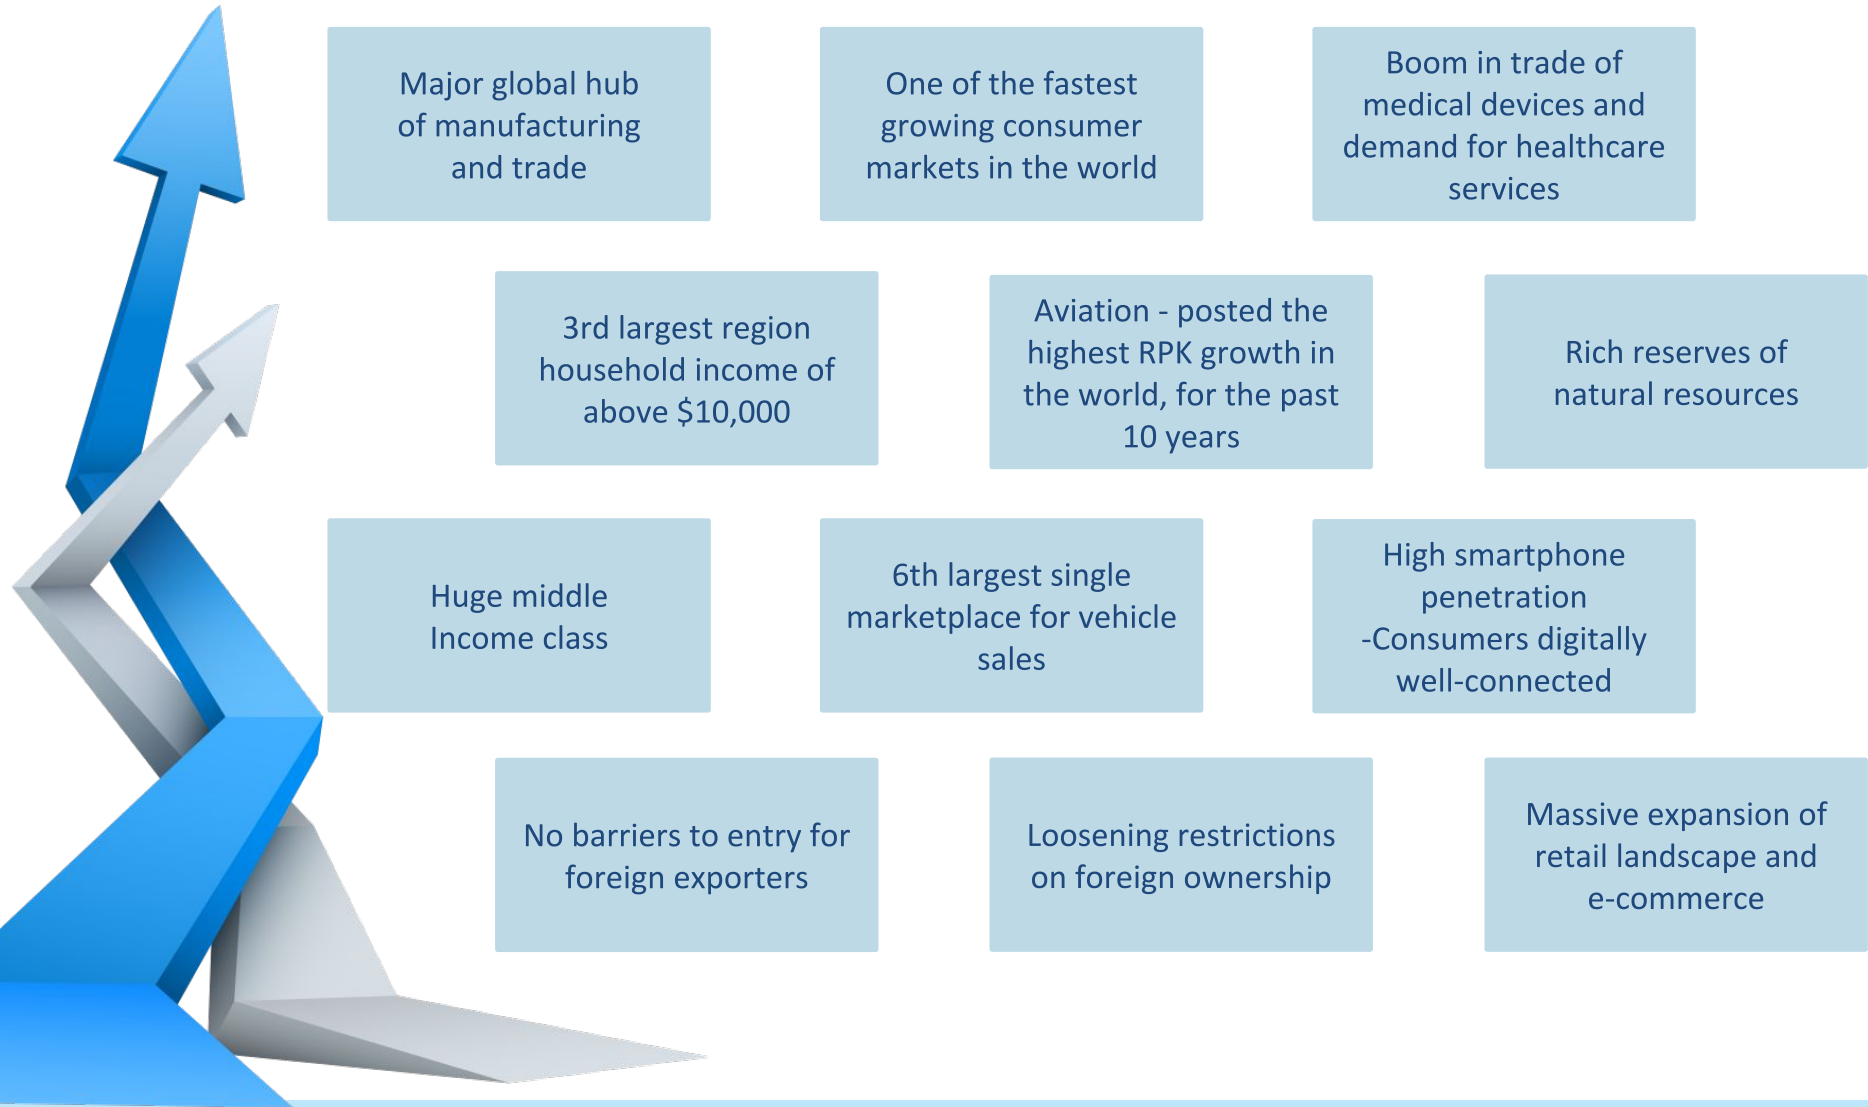 Major global hub
of manufacturing
and trade
One of the fastest
growing consumer
markets in the world
Boom in trade of
medical devices and
demand for healthcare
services
3rd largest region
household income of
above $10,000
Aviation - posted the
highest RPK growth in
the world, for the past
10 years
Rich reserves of
natural resources
Huge middle
Income class
6th largest single
marketplace for vehicle
sales
High smartphone
penetration
-Consumers digitally
well-connected
No barriers to entry for
foreign exporters
Loosening restrictions
on foreign ownership
Massive expansion of
retail landscape and
e-commerce